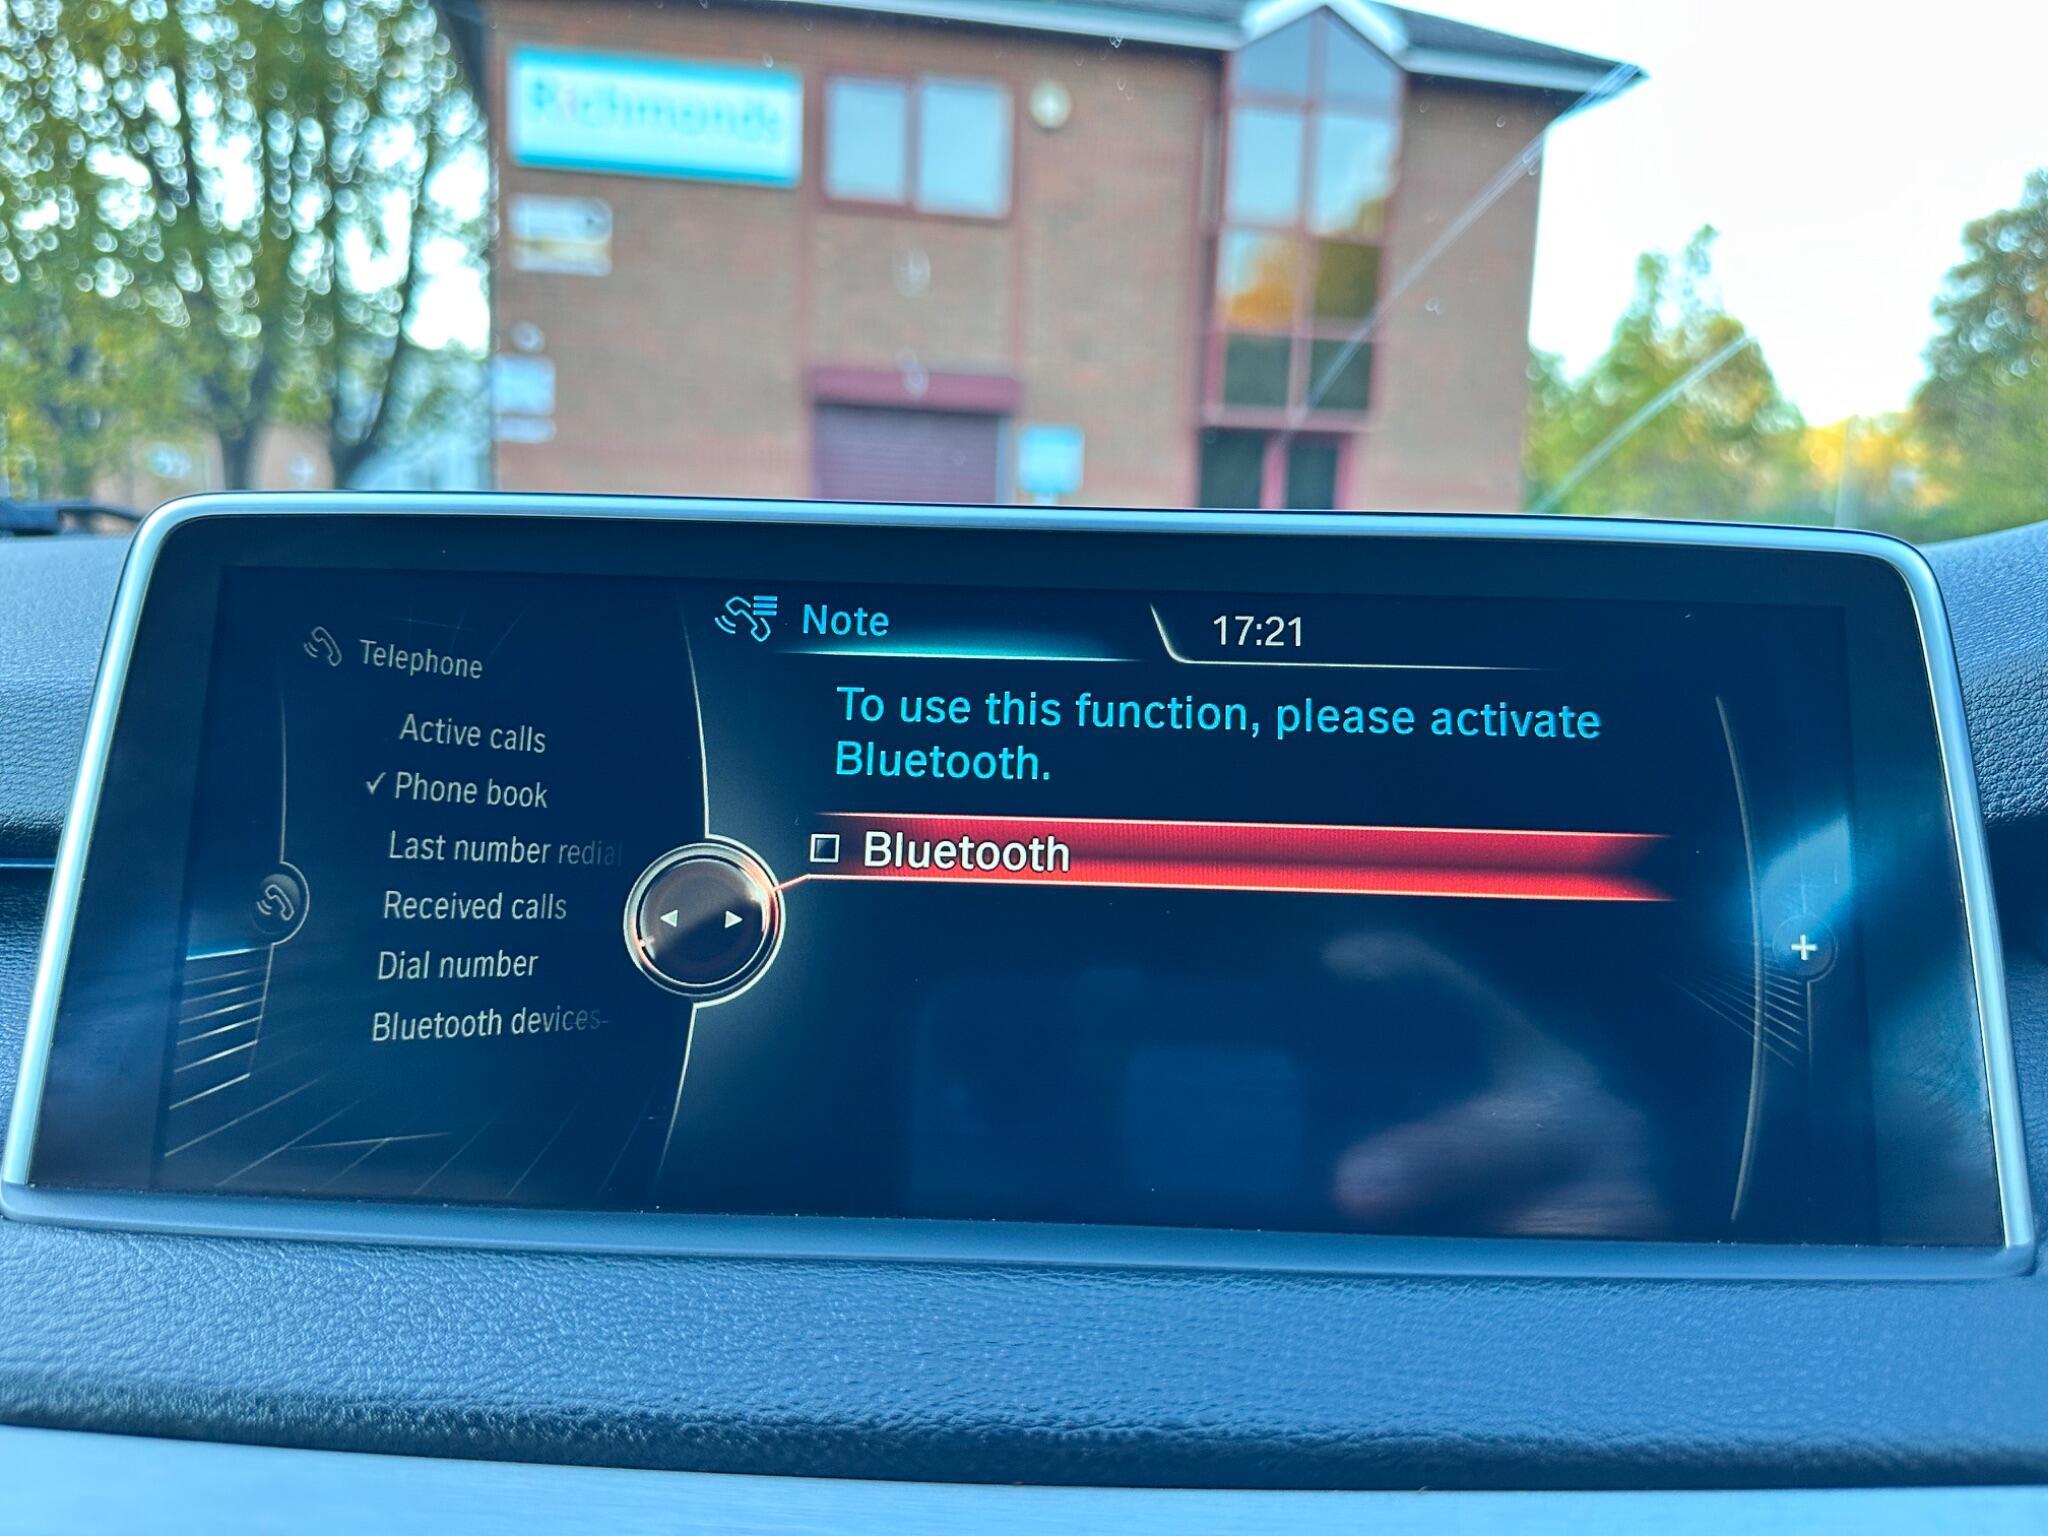 Richmonds
Telephone
Active calls
✓ Phone book
Last number redial
Received calls
Dial number
Bluetooth devices
Note
17:21
To use this function, please activate
Bluetooth.
Bluetooth